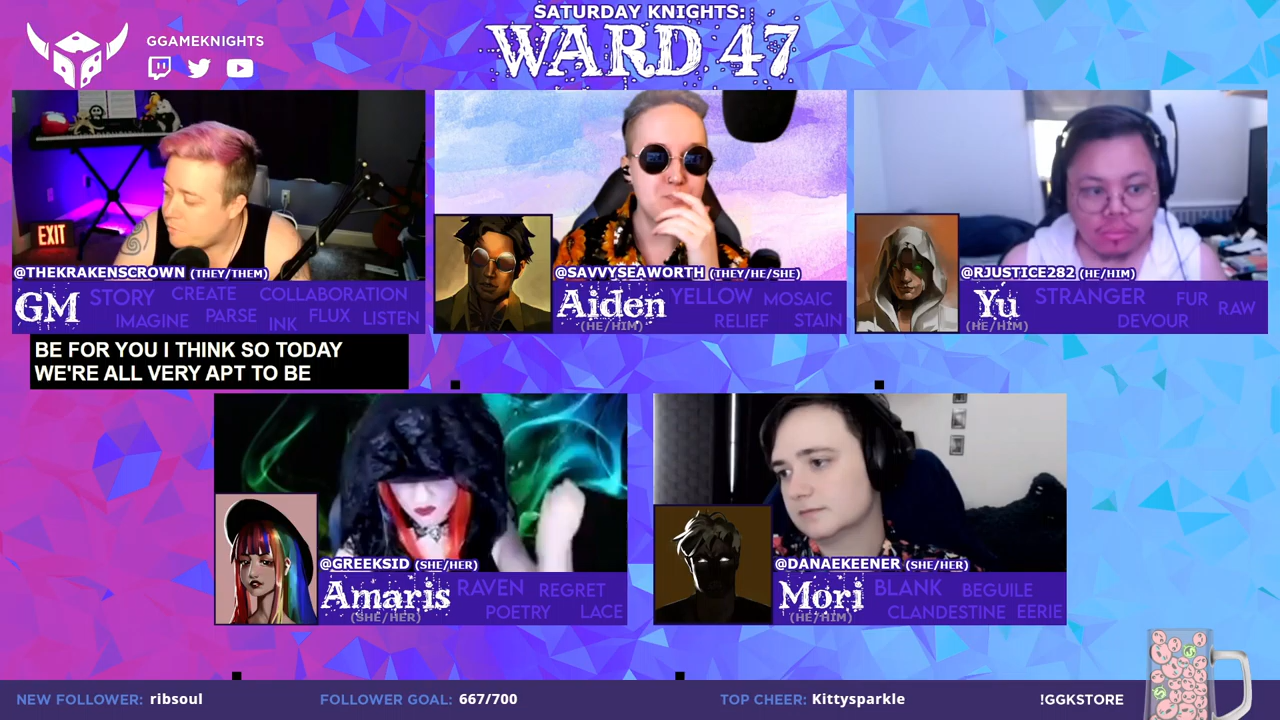 SATURDAY KNIGHTS:
WARD 47
GGAMEKNIGHTS
EXIT
@THEKRAKENSCROWN (THEY/THEM)
GM
STORY CREATE COLLABORATION
IMAGINE PARSE INK FLUX LISTEN
@SAVVYSEAWORTH (THEY/HE/SHE)
Aiden
(HE/HIM)
YELLOW MOSAIC
RELIEF STAIN
@RJUSTICE282 (HE/HIM)
Yu
(HE/HIM)
STRANGER FUR RAW
DEVOUR
BE FOR YOU I THINK SO TODAY
WE'RE ALL VERY APT TO BE
@GREEKSID (SHE/HER)
Amaris
(SHE/HER)
RAVEN REGRET
POETRY LACE
@DANAEKEENER (SHE/HER)
Mori
(HE/HIM)
BLANK BEGUILE
CLANDESTINE EERIE
NEW FOLLOWER: ribsoul
FOLLOWER GOAL: 667/700
TOP CHEER: Kittysparkle
!GGKSTORE